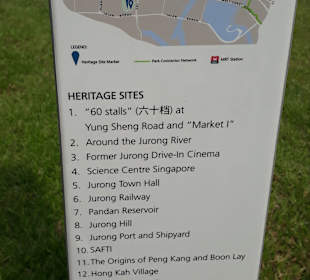 19
LEGEND:
Heritage Site Marker
Park Connector Network
MRT Station
HERITAGE SITES
1. "60 stalls" (六十档) at
Yung Sheng Road and "Market I"
2. Around the Jurong River
3. Former Jurong Drive-In Cinema
4. Science Centre Singapore
5. Jurong Town Hall
6. Jurong Railway
7. Pandan Reservoir
8. Jurong Hill
9. Jurong Port and Shipyard
10. SAFTI
11. The Origins of Peng Kang and Boon Lay
12. Hong Kah Village